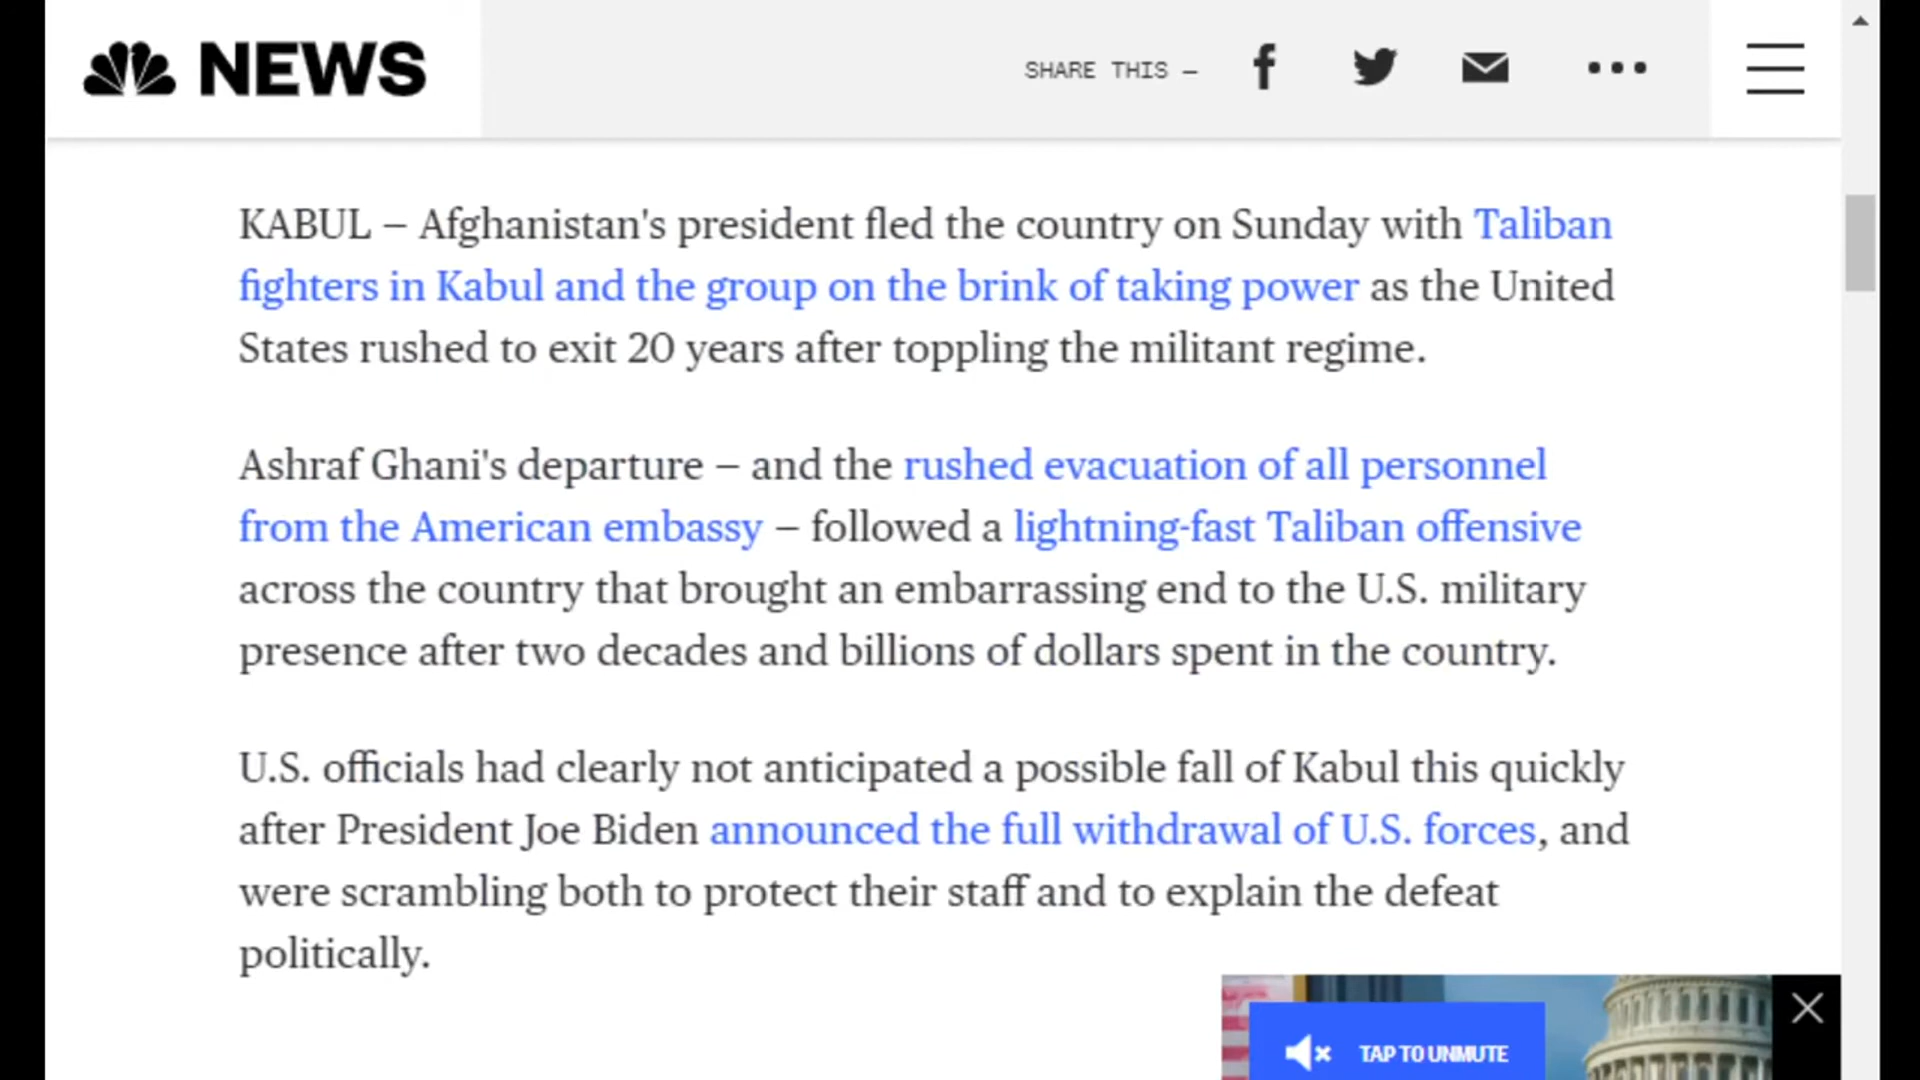 NEWS
SHARE THIS —
KABUL — Afghanistan's president fled the country on Sunday with Taliban
fighters in Kabul and the group on the brink of taking power as the United
States rushed to exit 20 years after toppling the militant regime.
Ashraf Ghani's departure — and the rushed evacuation of all personnel
from the American embassy — followed a lightning-fast Taliban offensive
across the country that brought an embarrassing end to the U.S. military
presence after two decades and billions of dollars spent in the country.
U.S. officials had clearly not anticipated a possible fall of Kabul this quickly
after President Joe Biden announced the full withdrawal of U.S. forces, and
were scrambling both to protect their staff and to explain the defeat
politically.
TAP TO UNMUTE